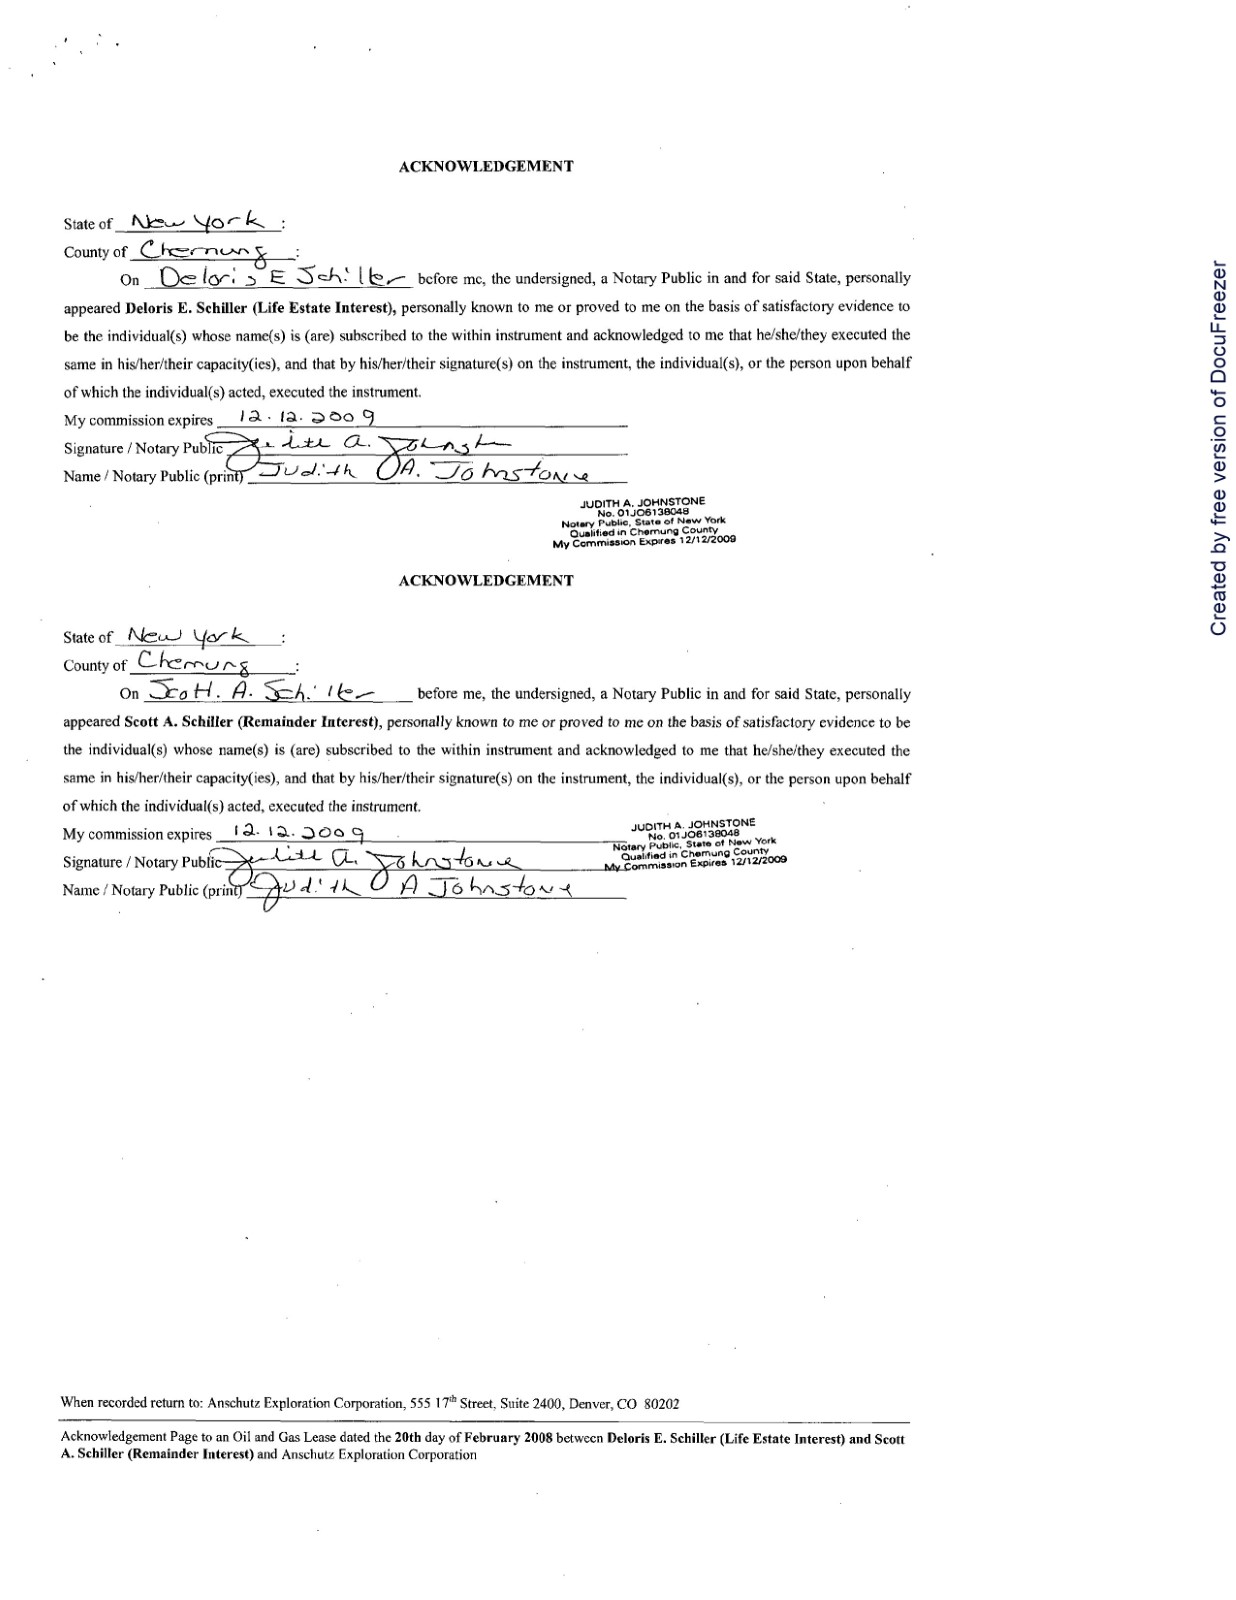 ACKNOWLEDGEMENT
State of New York :
County of Chemung :
On Deloris E Schiller before me, the undersigned, a Notary Public in and for said State, personally
appeared Deloris E. Schiller (Life Estate Interest), personally known to me or proved to me on the basis of satisfactory evidence to
be the individual(s) whose name(s) is (are) subscribed to the within instrument and acknowledged to me that he/she/they executed the
same in his/her/their capacity(ies), and that by his/her/their signature(s) on the instrument, the individual(s), or the person upon behalf
of which the individual(s) acted, executed the instrument.
My commission expires 12.12.2009
Signature / Notary Public Judith A. Johnstone
Name / Notary Public (print) Judith A. Johnstone
JUDITH A. JOHNSTONE
No. 01JO6138048
Notary Public, State of New York
Qualified in Chemung County
My Commission Expires 12/12/2009
ACKNOWLEDGEMENT
State of New York :
County of Chemung :
On Scott. A. Schiller before me, the undersigned, a Notary Public in and for said State, personally
appeared Scott A. Schiller (Remainder Interest), personally known to me or proved to me on the basis of satisfactory evidence to be
the individual(s) whose name(s) is (are) subscribed to the within instrument and acknowledged to me that he/she/they executed the
same in his/her/their capacity(ies), and that by his/her/their signature(s) on the instrument, the individual(s), or the person upon behalf
of which the individual(s) acted, executed the instrument.
My commission expires 12.12.2009
Signature / Notary Public Judith A. Johnstone
Name / Notary Public (print) Judith A Johnstone
JUDITH A. JOHNSTONE
No. 01JO6138048
Notary Public, State of New York
Qualified in Chemung County
My Commission Expires 12/12/2009
When recorded return to: Anschutz Exploration Corporation, 555 17th Street, Suite 2400, Denver, CO 80202
Acknowledgement Page to an Oil and Gas Lease dated the 20th day of February 2008 between Deloris E. Schiller (Life Estate Interest) and Scott
A. Schiller (Remainder Interest) and Anschutz Exploration Corporation
Created by free version of DocuFreezer